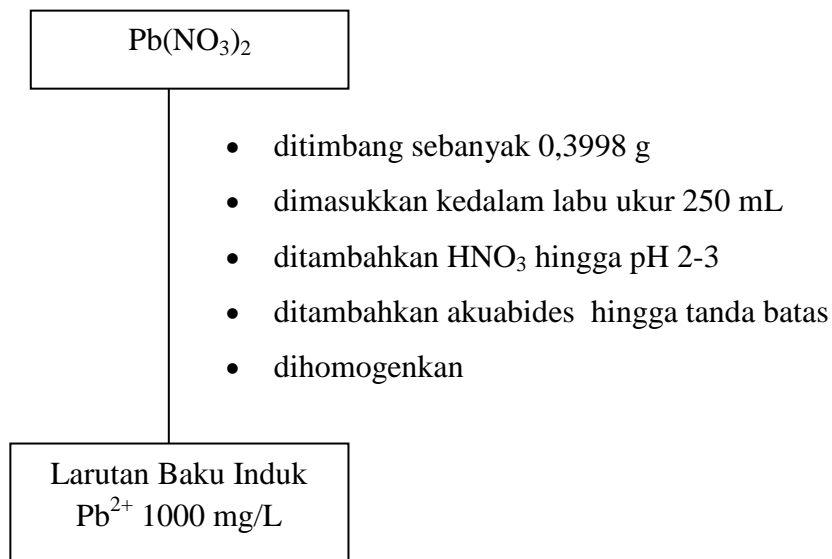 Pb(NO₃)₂
• ditimbang sebanyak 0,3998 g
• dimasukkan kedalam labu ukur 250 mL
• ditambahkan HNO₃ hingga pH 2-3
• ditambahkan akuabides hingga tanda batas
• dihomogenkan
Larutan Baku Induk
Pb²⁺ 1000 mg/L